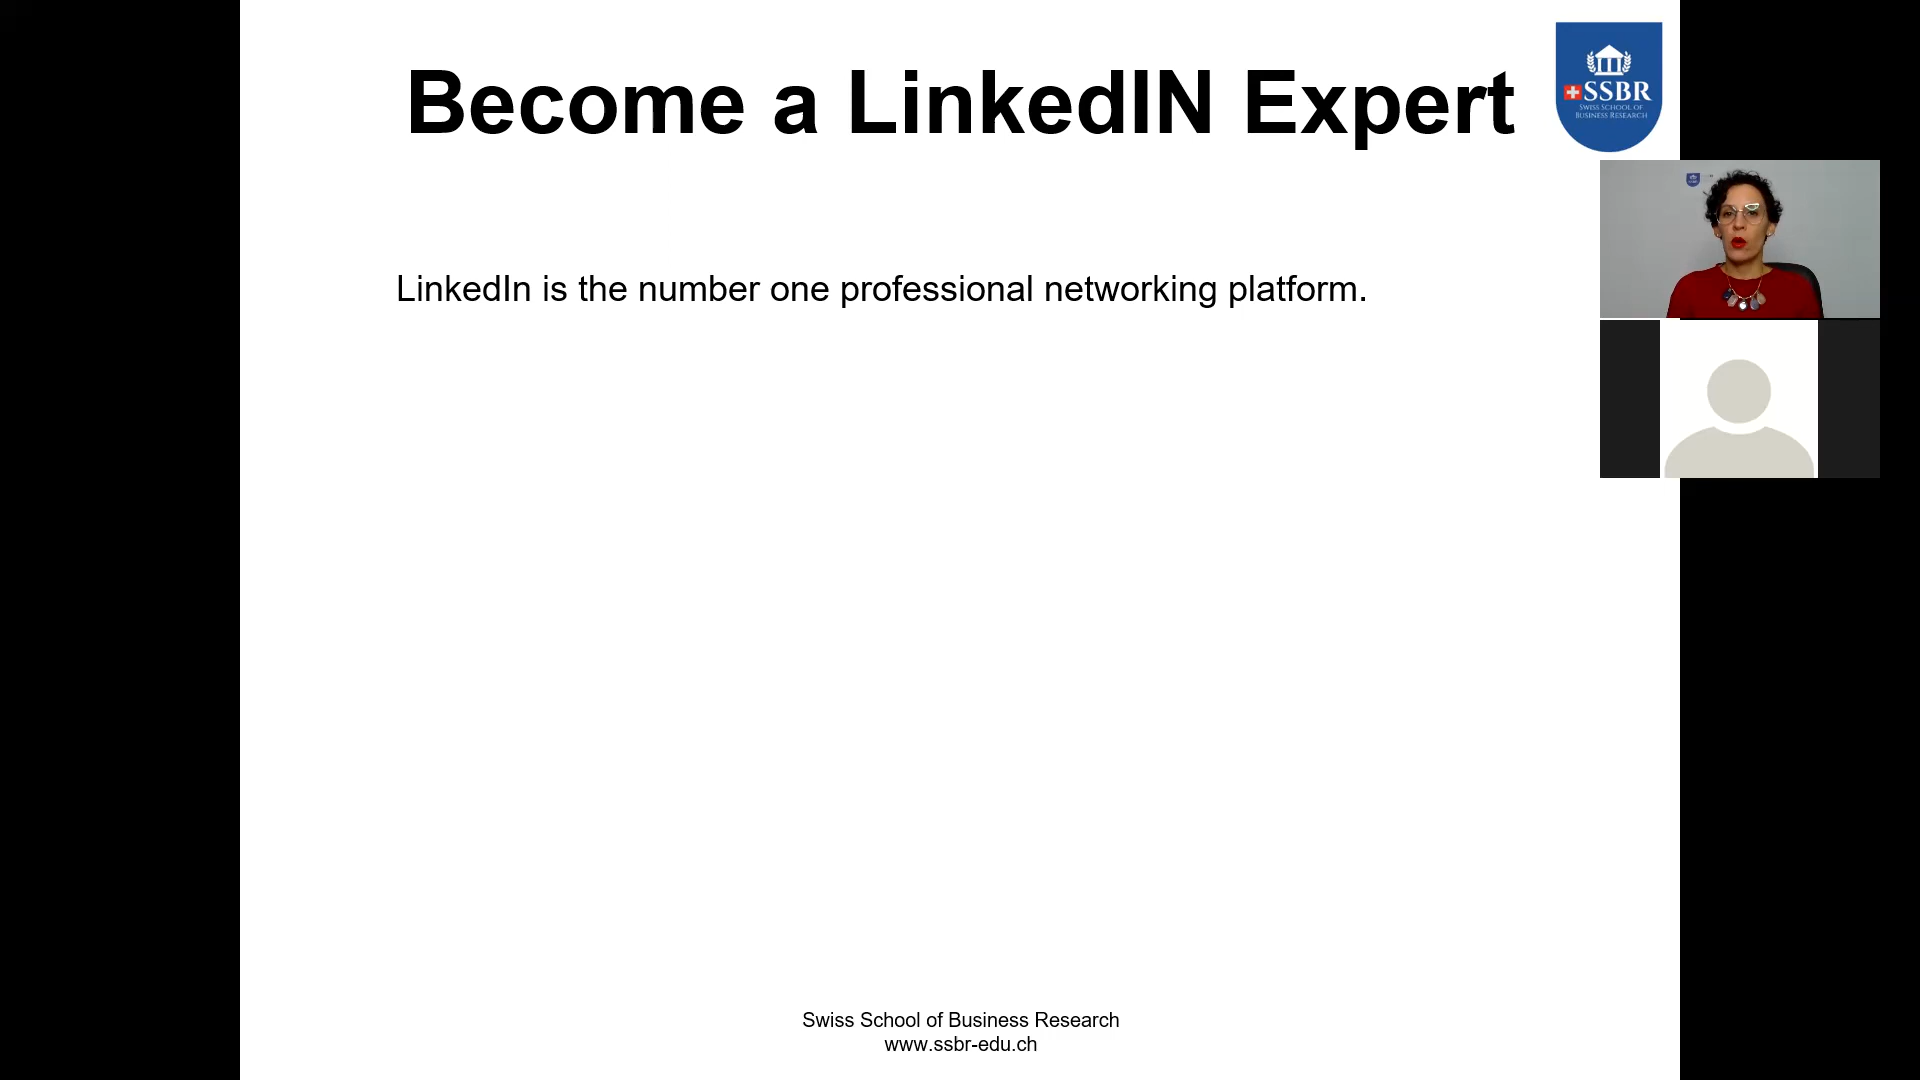 Become a LinkedIN Expert
SSBR
SWISS SCHOOL OF
BUSINESS RESEARCH
LinkedIn is the number one professional networking platform.
Swiss School of Business Research
www.ssbr-edu.ch